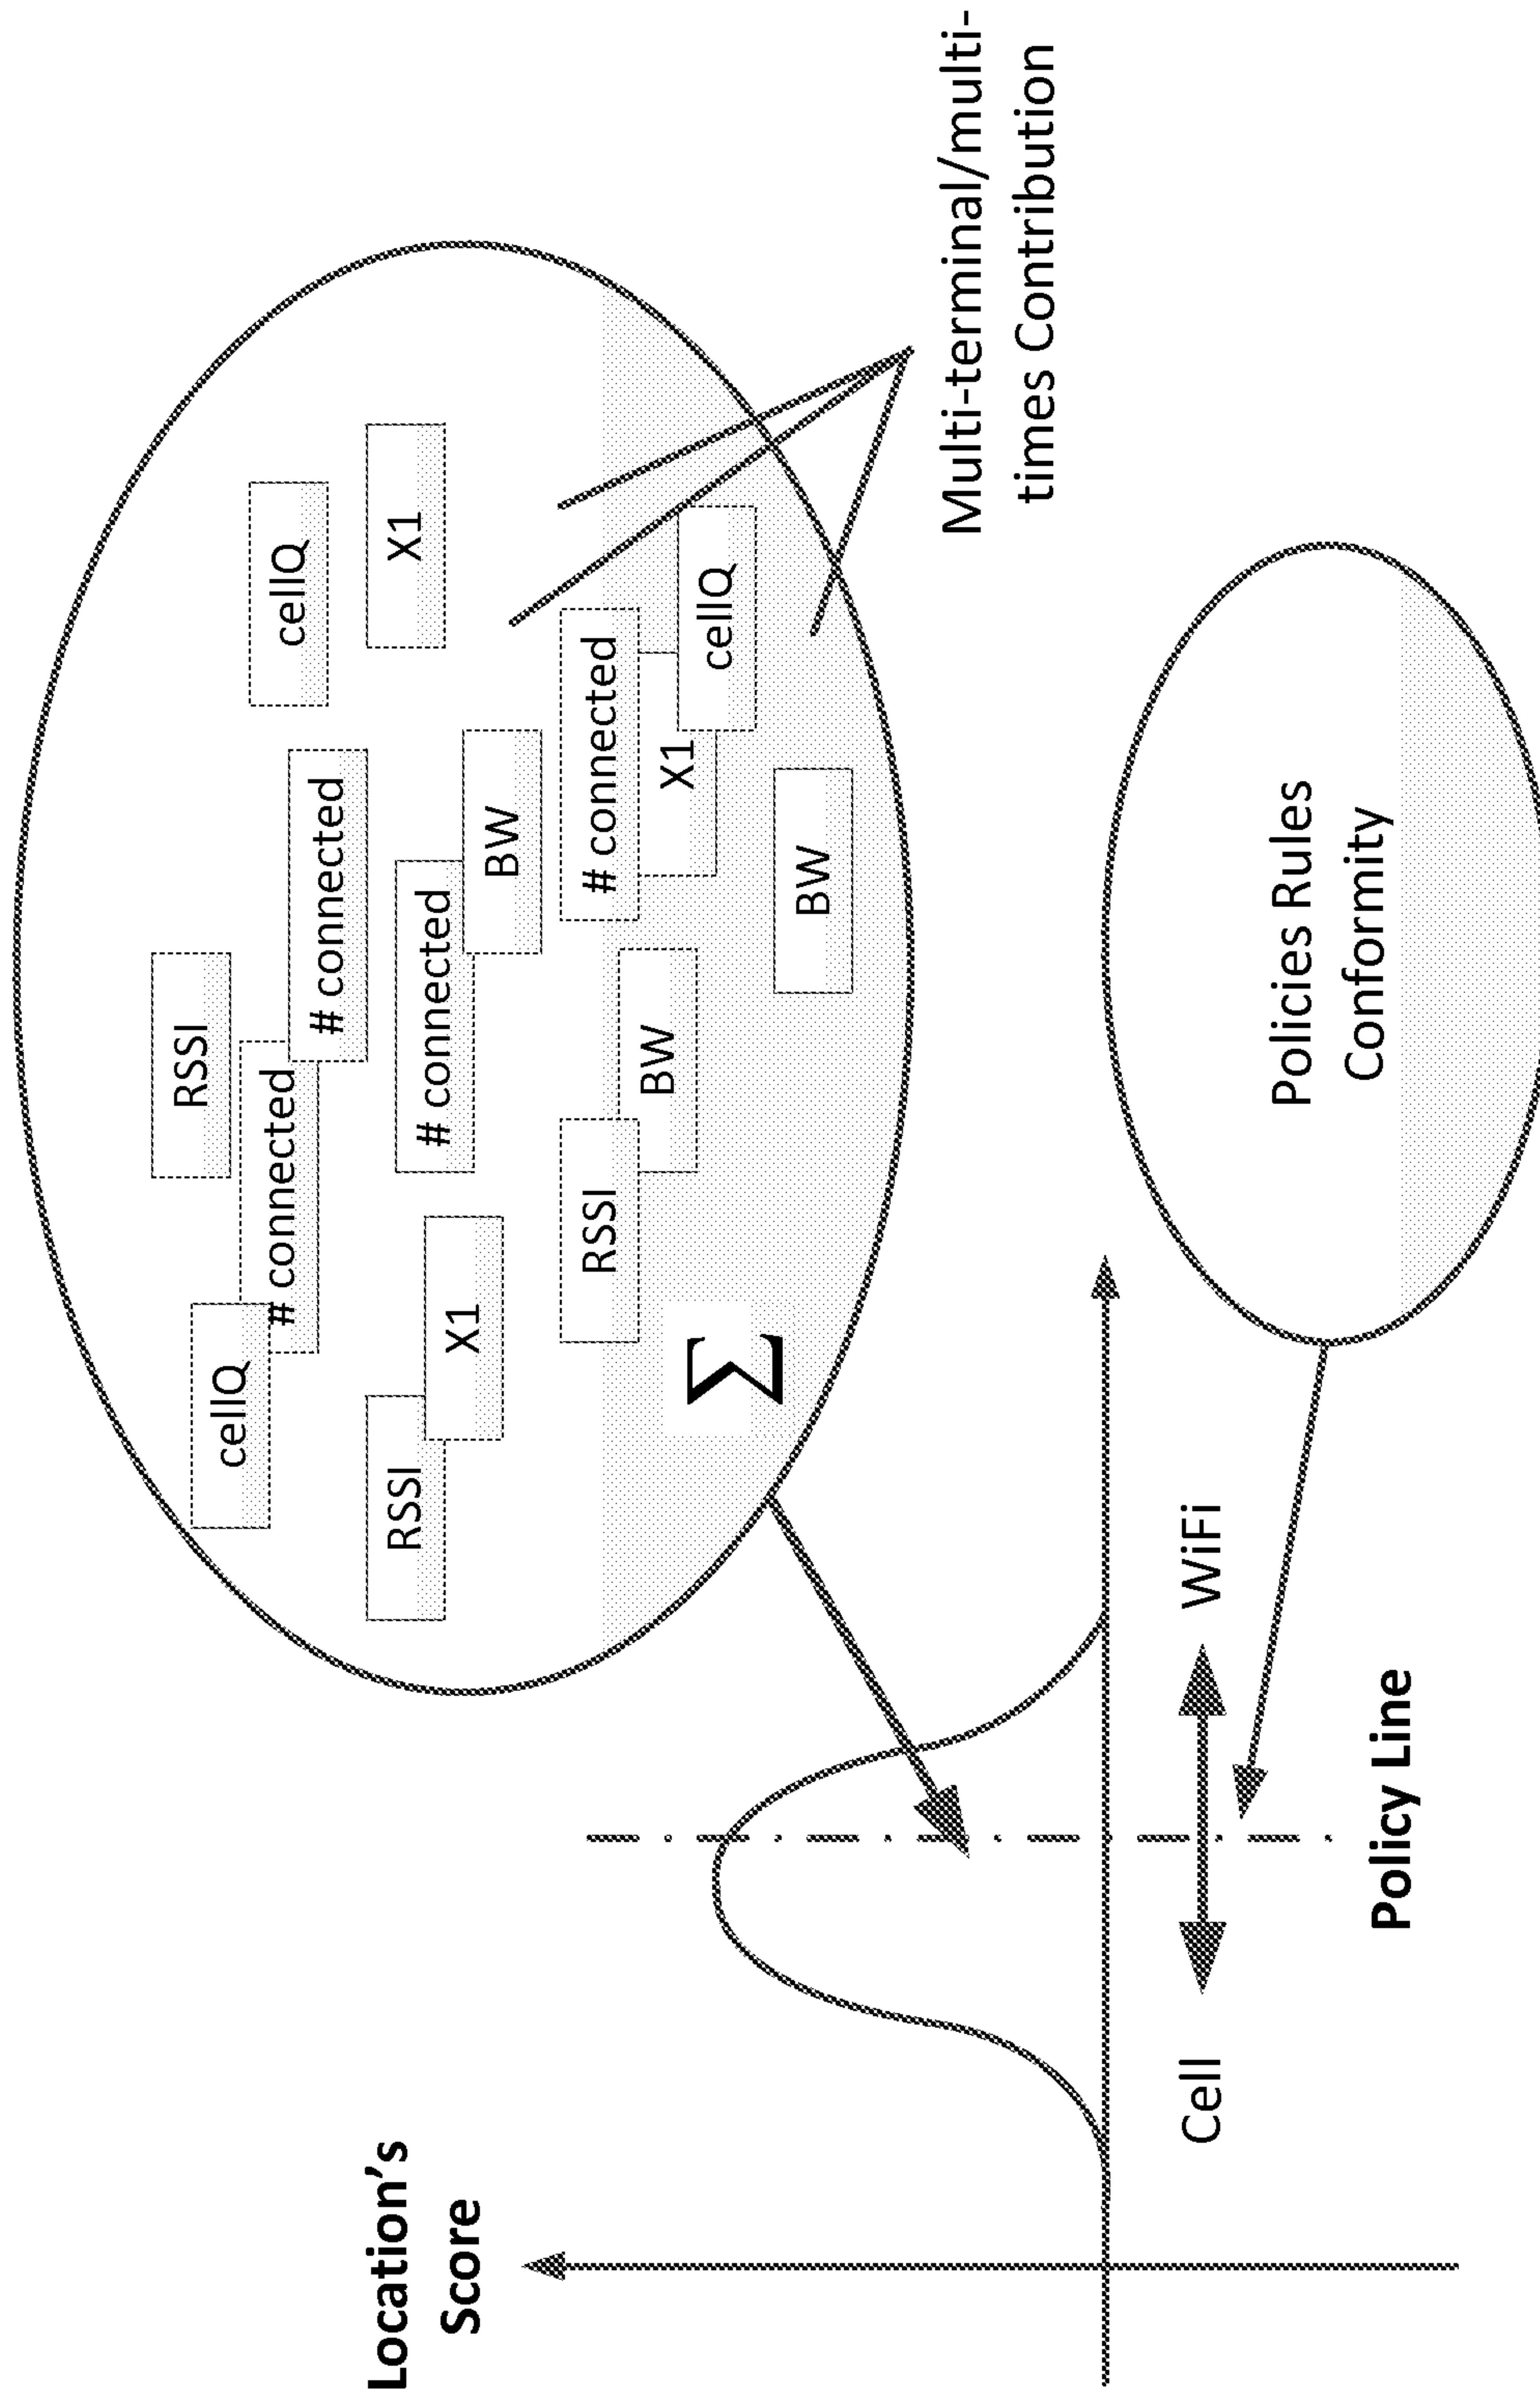 RSSI
cellQ
# connected
cellQ
# connected
Location's
Score
RSSI
X1
# connected
X1
BW
RSSI
# connected
BW
X1
cellQ
Σ
BW
Multi-terminal/multi-
times Contribution
Cell
WiFi
Policies Rules
Conformity
Policy Line